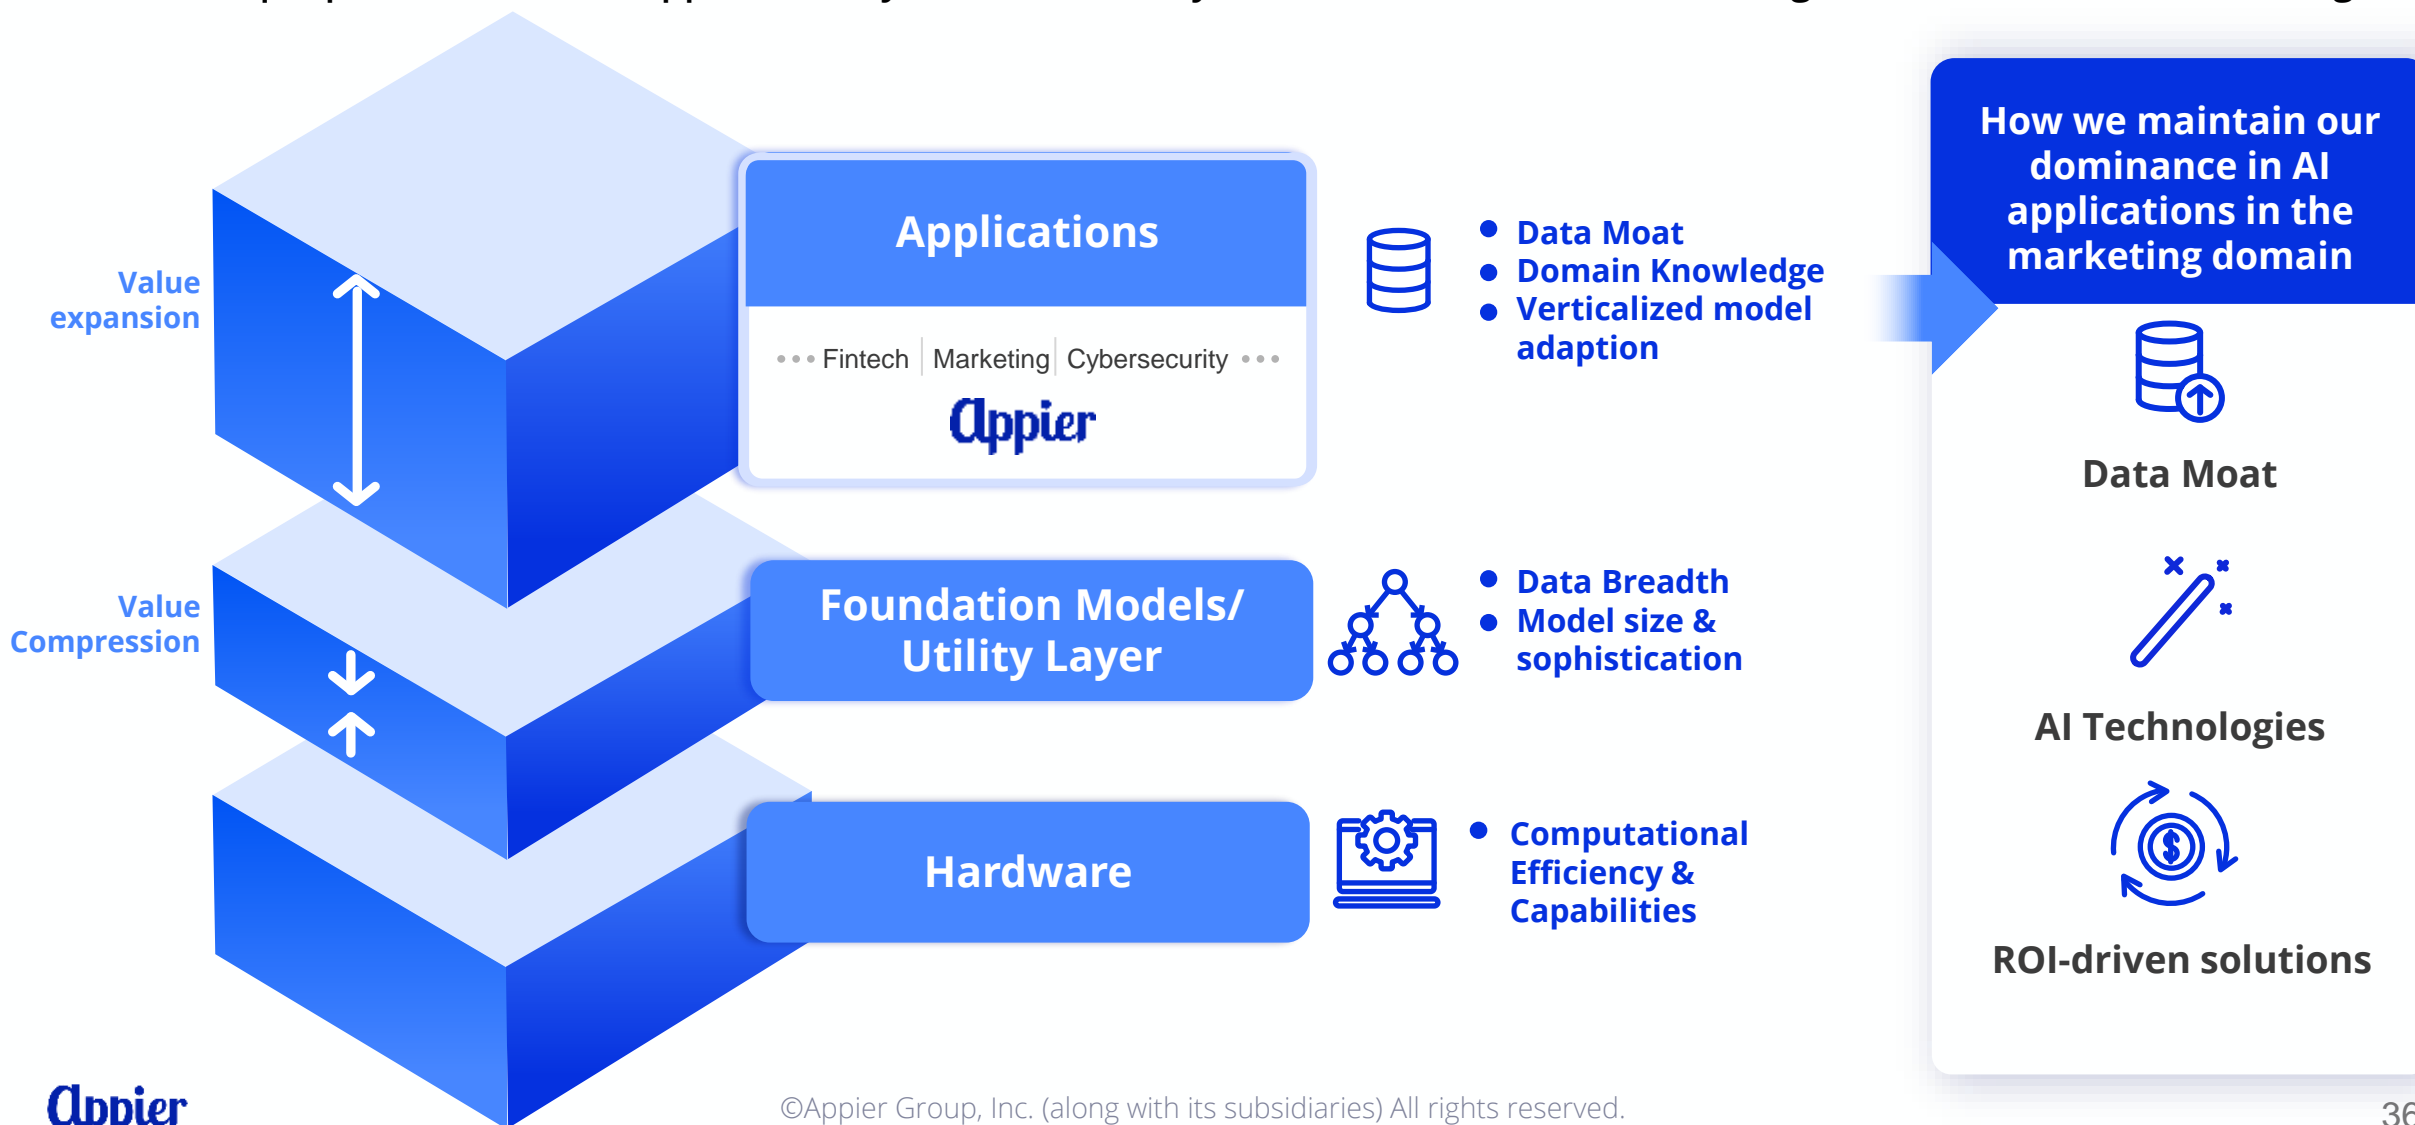 Value
expansion
Applications
Fintech
Marketing
Cybersecurity
Appier
Data Moat
Domain Knowledge
Verticalized model
adaption
Value
Compression
Foundation Models/
Utility Layer
Data Breadth
Model size &
sophistication
Hardware
Computational
Efficiency &
Capabilities
How we maintain our
dominance in AI
applications in the
marketing domain
Data Moat
AI Technologies
ROI-driven solutions
Appier
©Appier Group, Inc. (along with its subsidiaries) All rights reserved.
36